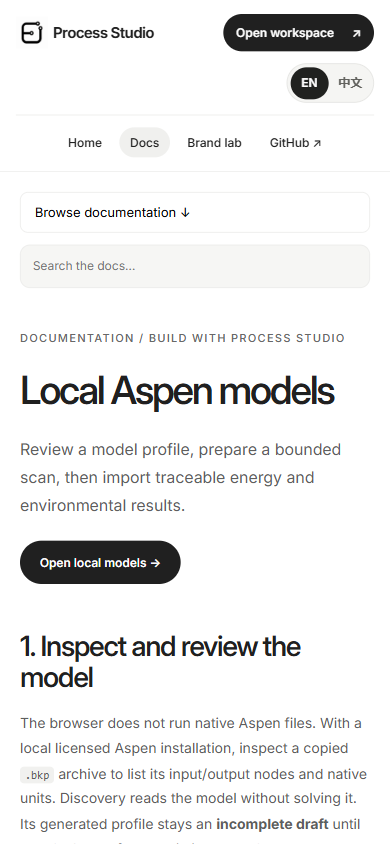 Process Studio
Open workspace ↗
EN 中文
Home Docs Brand lab GitHub ↗
Browse documentation ↓
Search the docs...
DOCUMENTATION / BUILD WITH PROCESS STUDIO
Local Aspen models
Review a model profile, prepare a bounded
scan, then import traceable energy and
environmental results.
Open local models →
1. Inspect and review the
model
The browser does not run native Aspen files. With a
local licensed Aspen installation, inspect a copied
.bkp archive to list its input/output nodes and native
units. Discovery reads the model without solving it.
Its generated profile stays an incomplete draft until